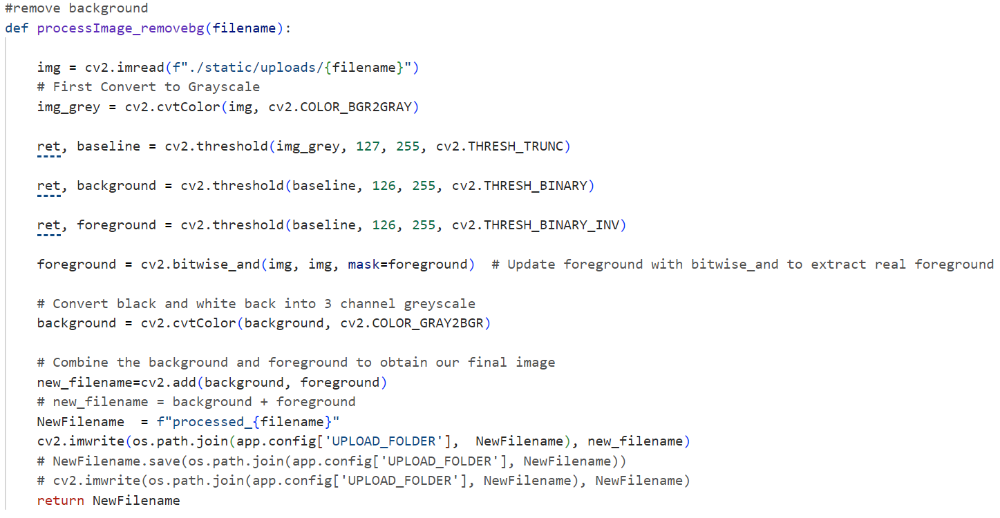 #remove background
def processImage_removebg(filename):
img = cv2.imread(f"./static/uploads/{filename}")
# First Convert to Grayscale
img_grey = cv2.cvtColor(img, cv2.COLOR_BGR2GRAY)
ret, baseline = cv2.threshold(img_grey, 127, 255, cv2.THRESH_TRUNC)
ret, background = cv2.threshold(baseline, 126, 255, cv2.THRESH_BINARY)
ret, foreground = cv2.threshold(baseline, 126, 255, cv2.THRESH_BINARY_INV)
foreground = cv2.bitwise_and(img, img, mask=foreground)  # Update foreground with bitwise_and to extract real foreground
# Convert black and white back into 3 channel greyscale
background = cv2.cvtColor(background, cv2.COLOR_GRAY2BGR)
# Combine the background and foreground to obtain our final image
new_filename=cv2.add(background, foreground)
# new_filename = background + foreground
NewFilename  = f"processed_{filename}"
cv2.imwrite(os.path.join(app.config['UPLOAD_FOLDER'],  NewFilename), new_filename)
# NewFilename.save(os.path.join(app.config['UPLOAD_FOLDER'], NewFilename))
# cv2.imwrite(os.path.join(app.config['UPLOAD_FOLDER'], NewFilename), NewFilename)
return NewFilename